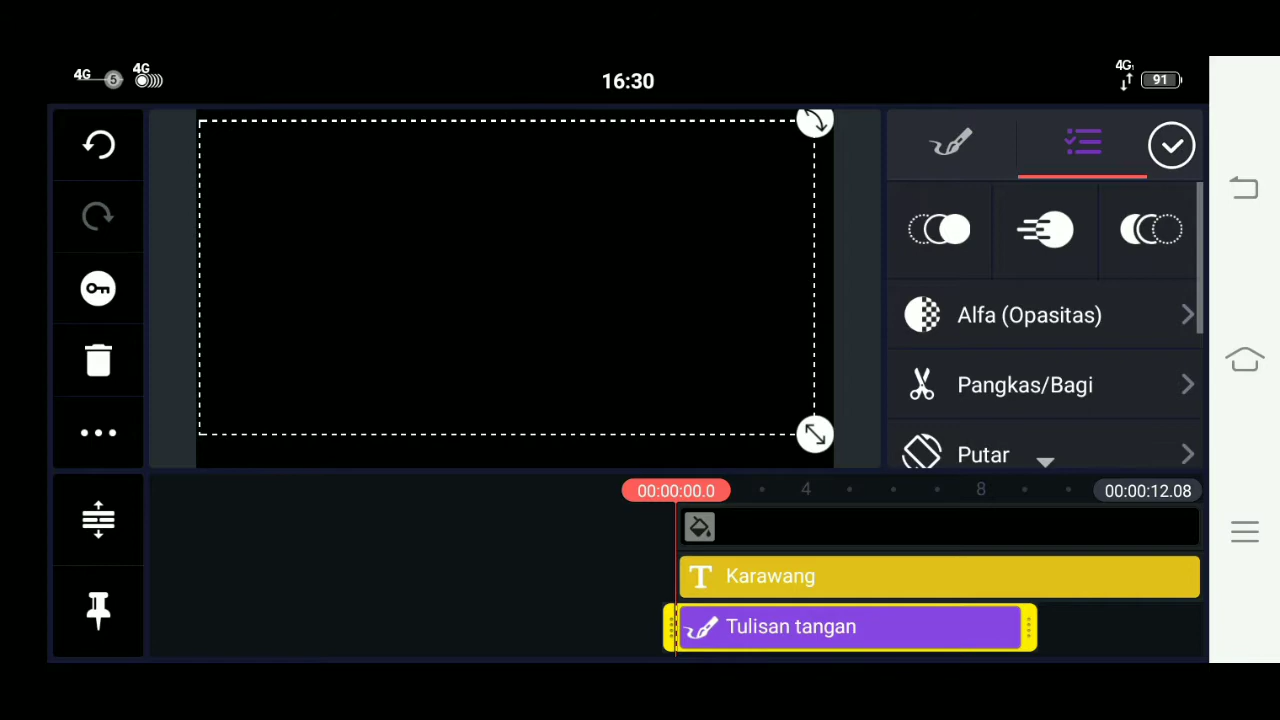 4G 5 4G
16:30
4G 91
Alfa (Opasitas)
Pangkas/Bagi
Putar
00:00:00.0 4 8 00:00:12.08
T Karawang
Tulisan tangan